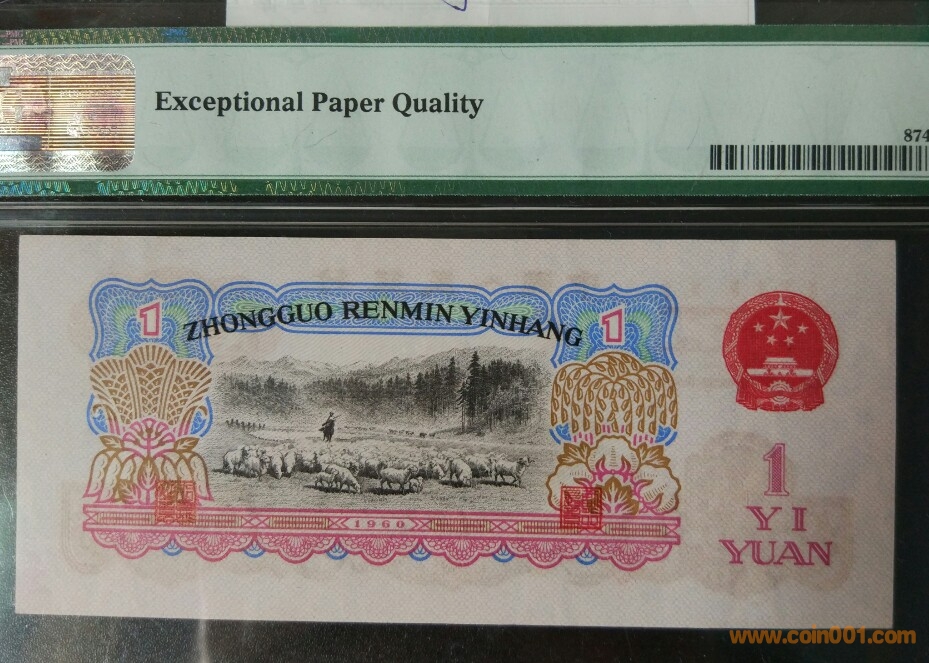 Exceptional Paper Quality
874
1
ZHONGGUO RENMIN YINHANG
1
1960
1
YI
YUAN
www.coin001.com